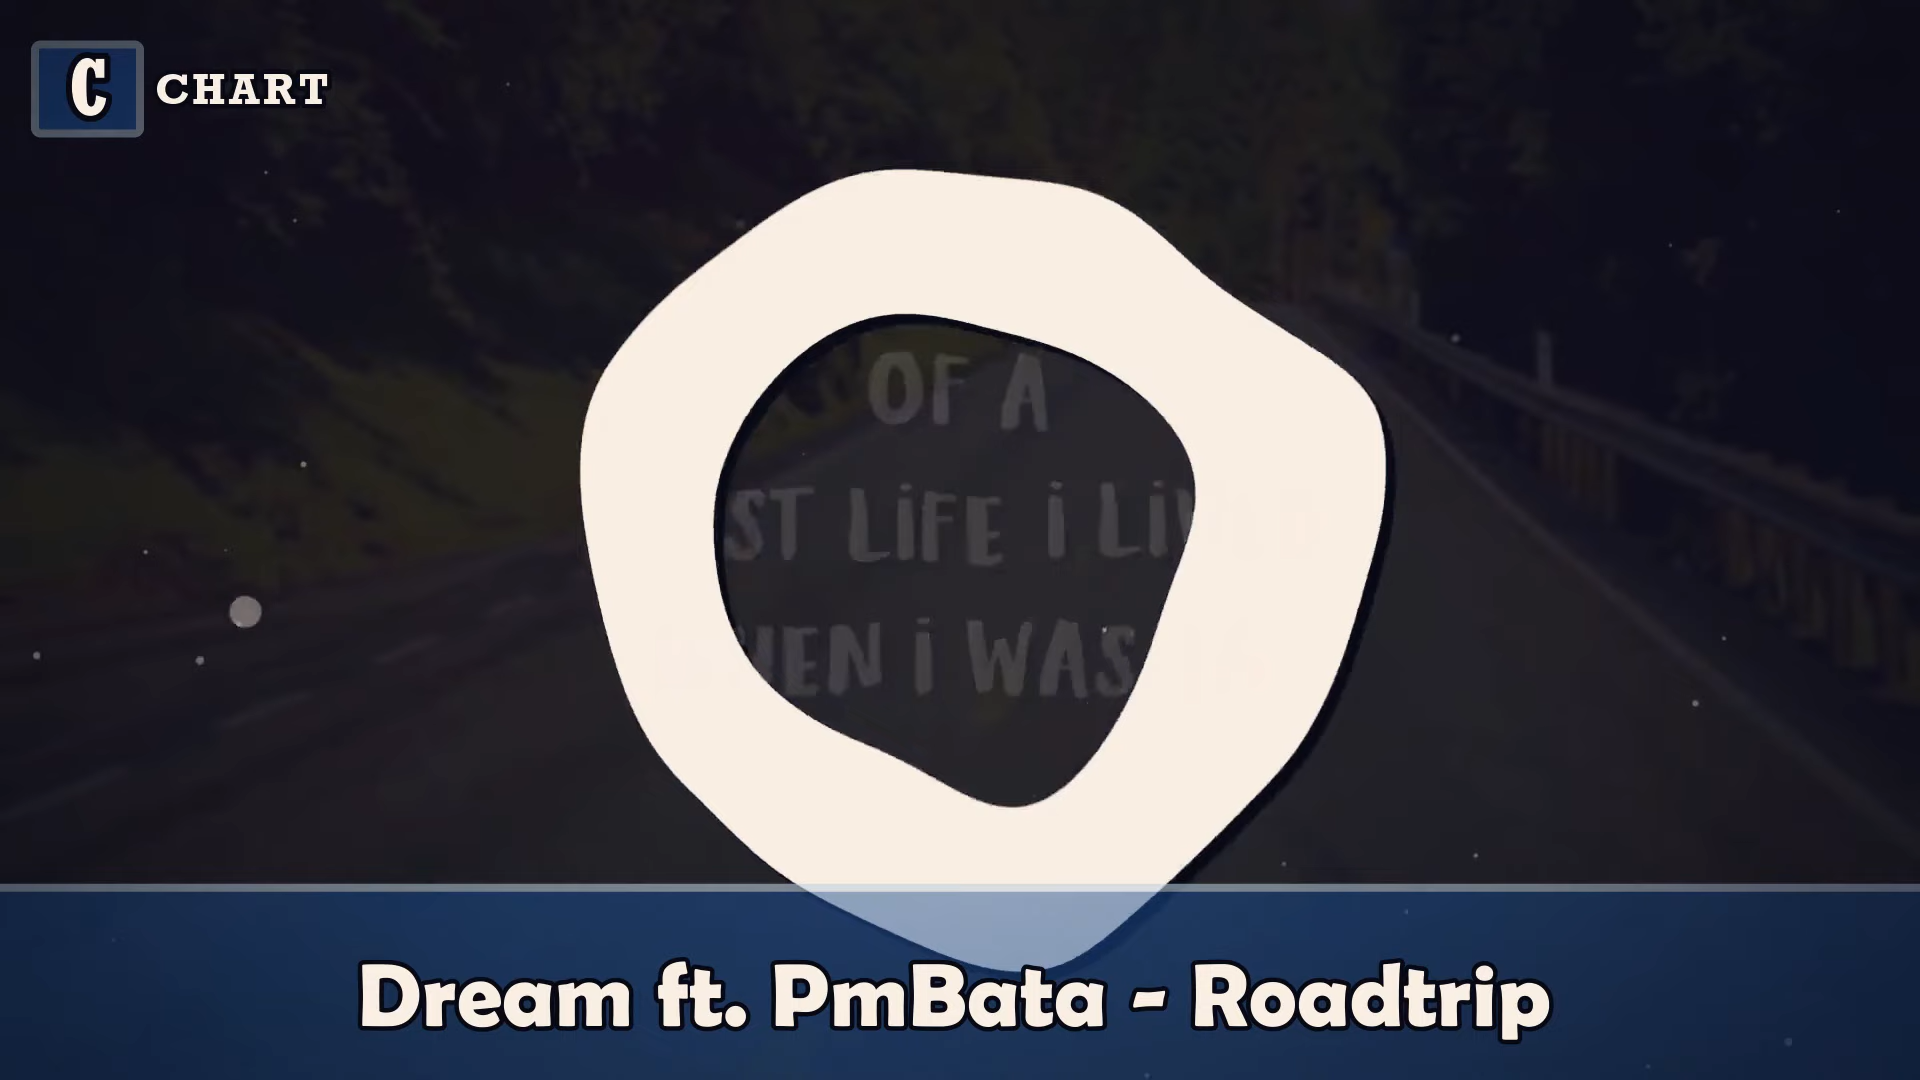 C CHART
OF A
LiFE i
i WAS
Dream ft. PmBata - Roadtrip